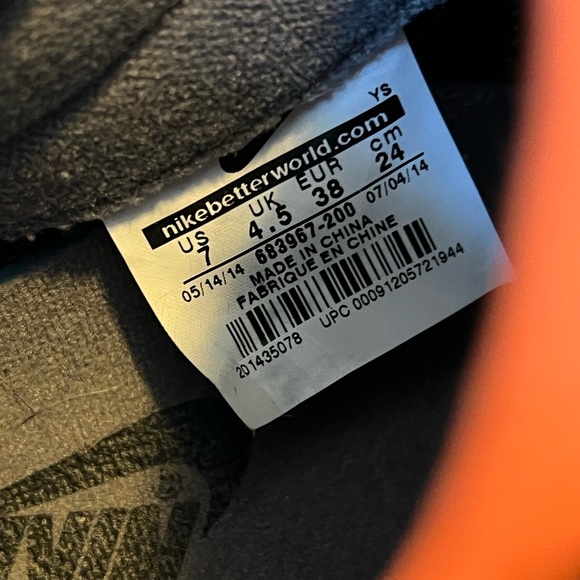 YS
nikebetterworld.com
US UK EUR cm
7 4.5 38 24
05/14/14 683967-200 07/04/14
MADE IN CHINA
FABRIQUE EN CHINE
201435078 UPC 00091205721944